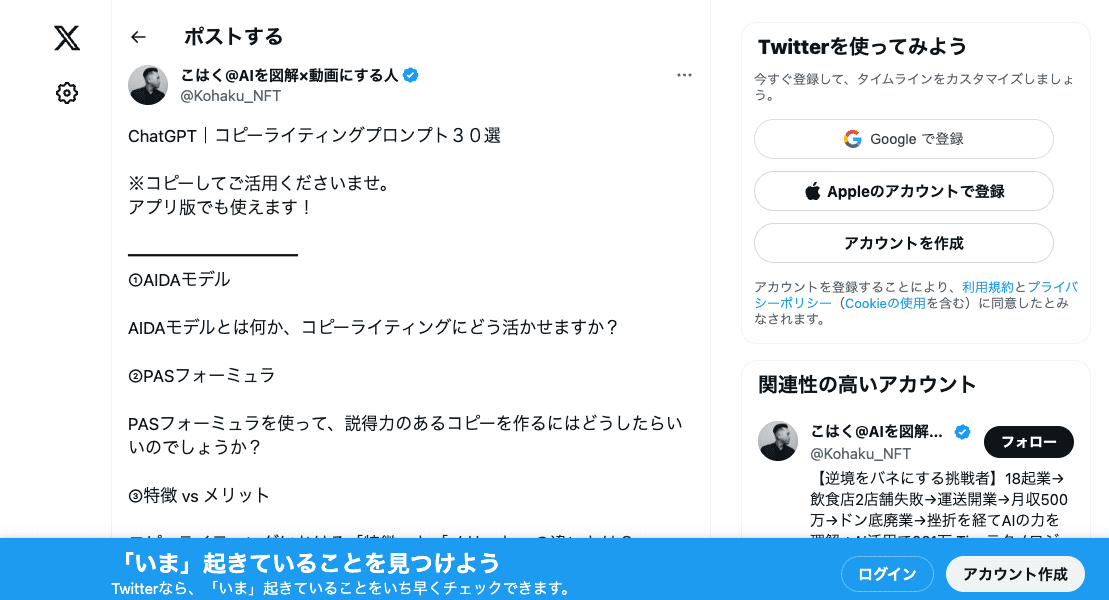 ポストする
こはく@AIを図解×動画にする人
@Kohaku_NFT
ChatGPT｜コピーライティングプロンプト３０選
※コピーしてご活用くださいませ。
アプリ版でも使えます！
①AIDAモデル
AIDAモデルとは何か、コピーライティングにどう活かせますか？
②PASフォーミュラ
PASフォーミュラを使って、説得力のあるコピーを作るにはどうしたらい
いのでしょうか？
③特徴 vs メリット
Twitterを使ってみよう
今すぐ登録して、タイムラインをカスタマイズしましょ
う。
Google で登録
Appleのアカウントで登録
アカウントを作成
アカウントを登録することにより、利用規約とプライバ
シーポリシー（Cookieの使用を含む）に同意したとみ
なされます。
関連性の高いアカウント
こはく@AIを図解...
@Kohaku_NFT
フォロー
【逆境をバネにする挑戦者】18起業→
飲食店2店舗失敗→運送開業→月収500
万→ドン底廃業→挫折を経てAIの力を
「いま」起きていることを見つけよう
Twitterなら、「いま」起きていることをいち早くチェックできます。
ログイン
アカウント作成